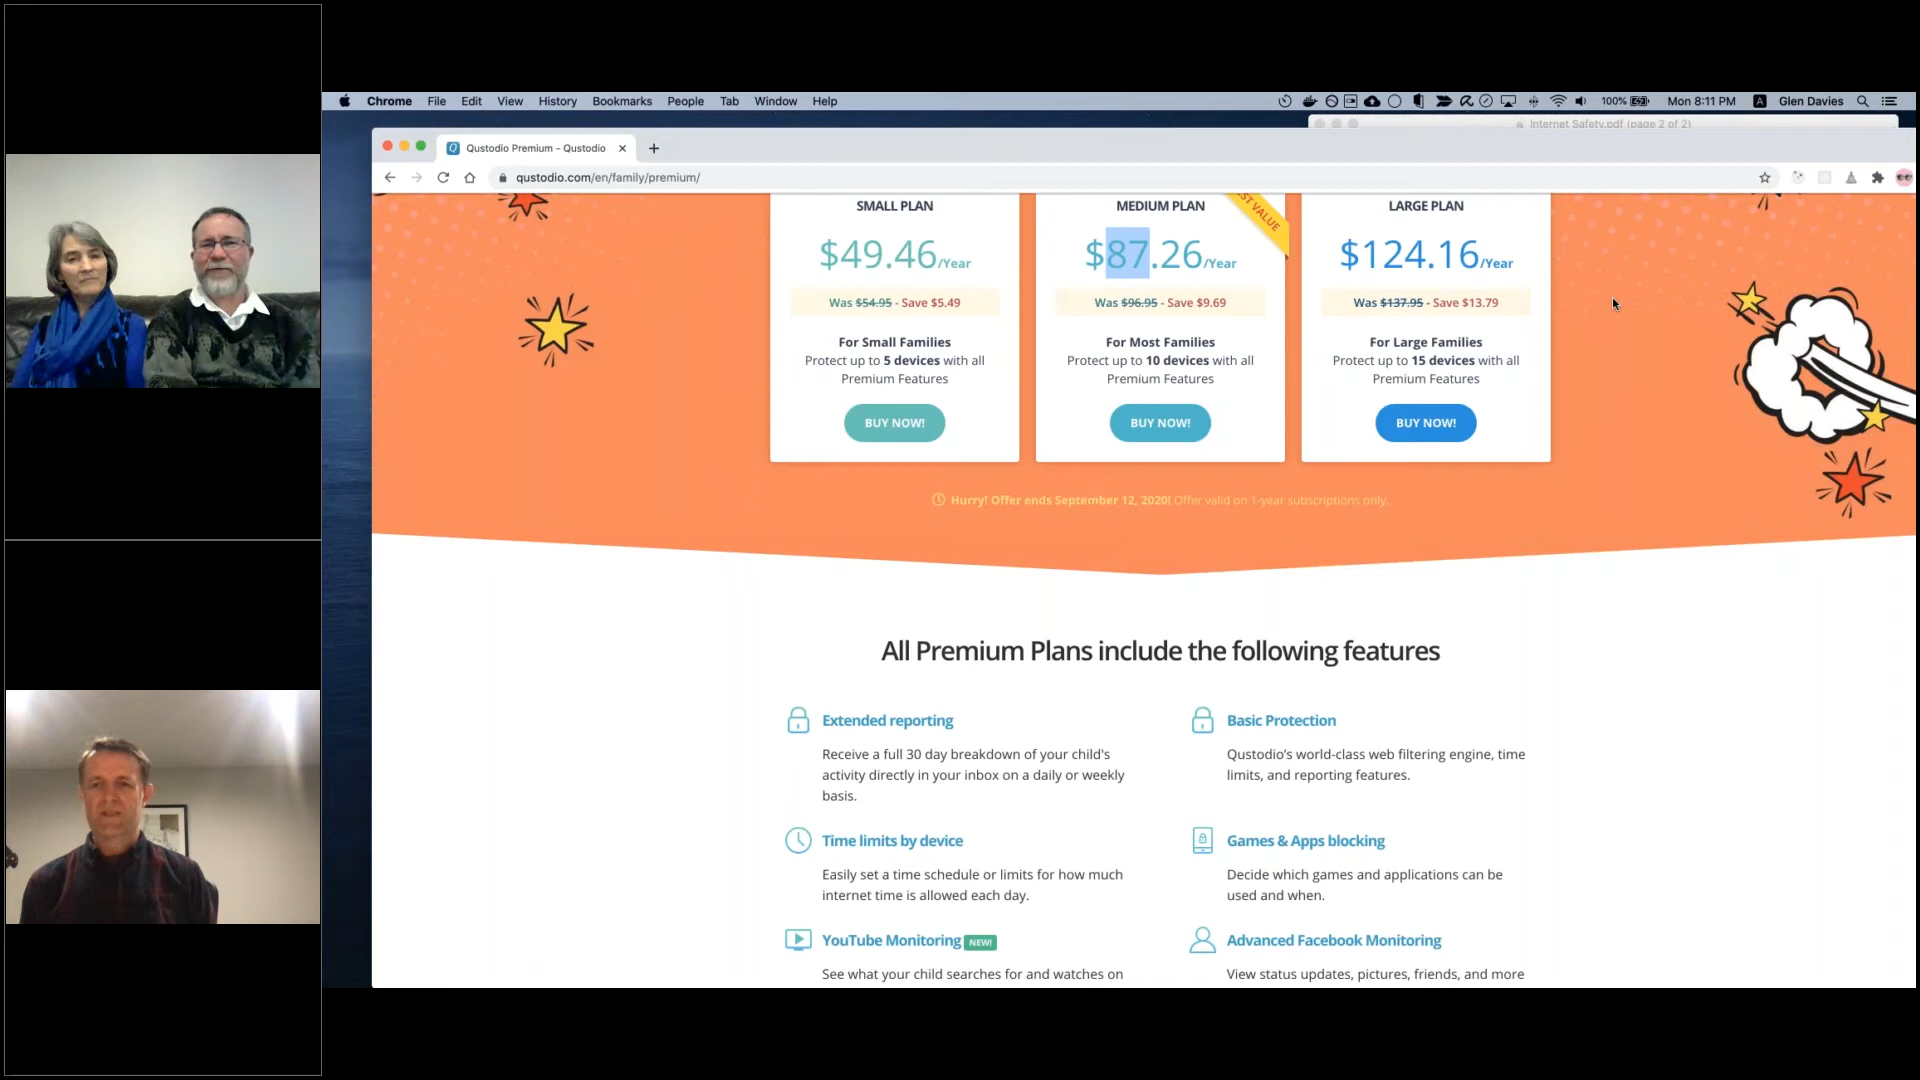 Chrome File Edit View History Bookmarks People Tab Window Help
100% Mon 8:11 PM A Glen Davies
Internet Safety.pdf (page 2 of 2)
Qustodio Premium - Qustodio
qustodio.com/en/family/premium/
SMALL PLAN
$49.46/Year
Was $54.95 - Save $5.49
For Small Families
Protect up to 5 devices with all
Premium Features
BUY NOW!
MEDIUM PLAN
ST VALUE
$87.26/Year
Was $96.95 - Save $9.69
For Most Families
Protect up to 10 devices with all
Premium Features
BUY NOW!
LARGE PLAN
$124.16/Year
Was $137.95 - Save $13.79
For Large Families
Protect up to 15 devices with all
Premium Features
BUY NOW!
Hurry! Offer ends September 12, 2020! Offer valid on 1-year subscriptions only.
All Premium Plans include the following features
Extended reporting
Receive a full 30 day breakdown of your child's
activity directly in your inbox on a daily or weekly
basis.
Basic Protection
Qustodio’s world-class web filtering engine, time
limits, and reporting features.
Time limits by device
Easily set a time schedule or limits for how much
internet time is allowed each day.
Games & Apps blocking
Decide which games and applications can be
used and when.
YouTube Monitoring NEW!
See what your child searches for and watches on
Advanced Facebook Monitoring
View status updates, pictures, friends, and more